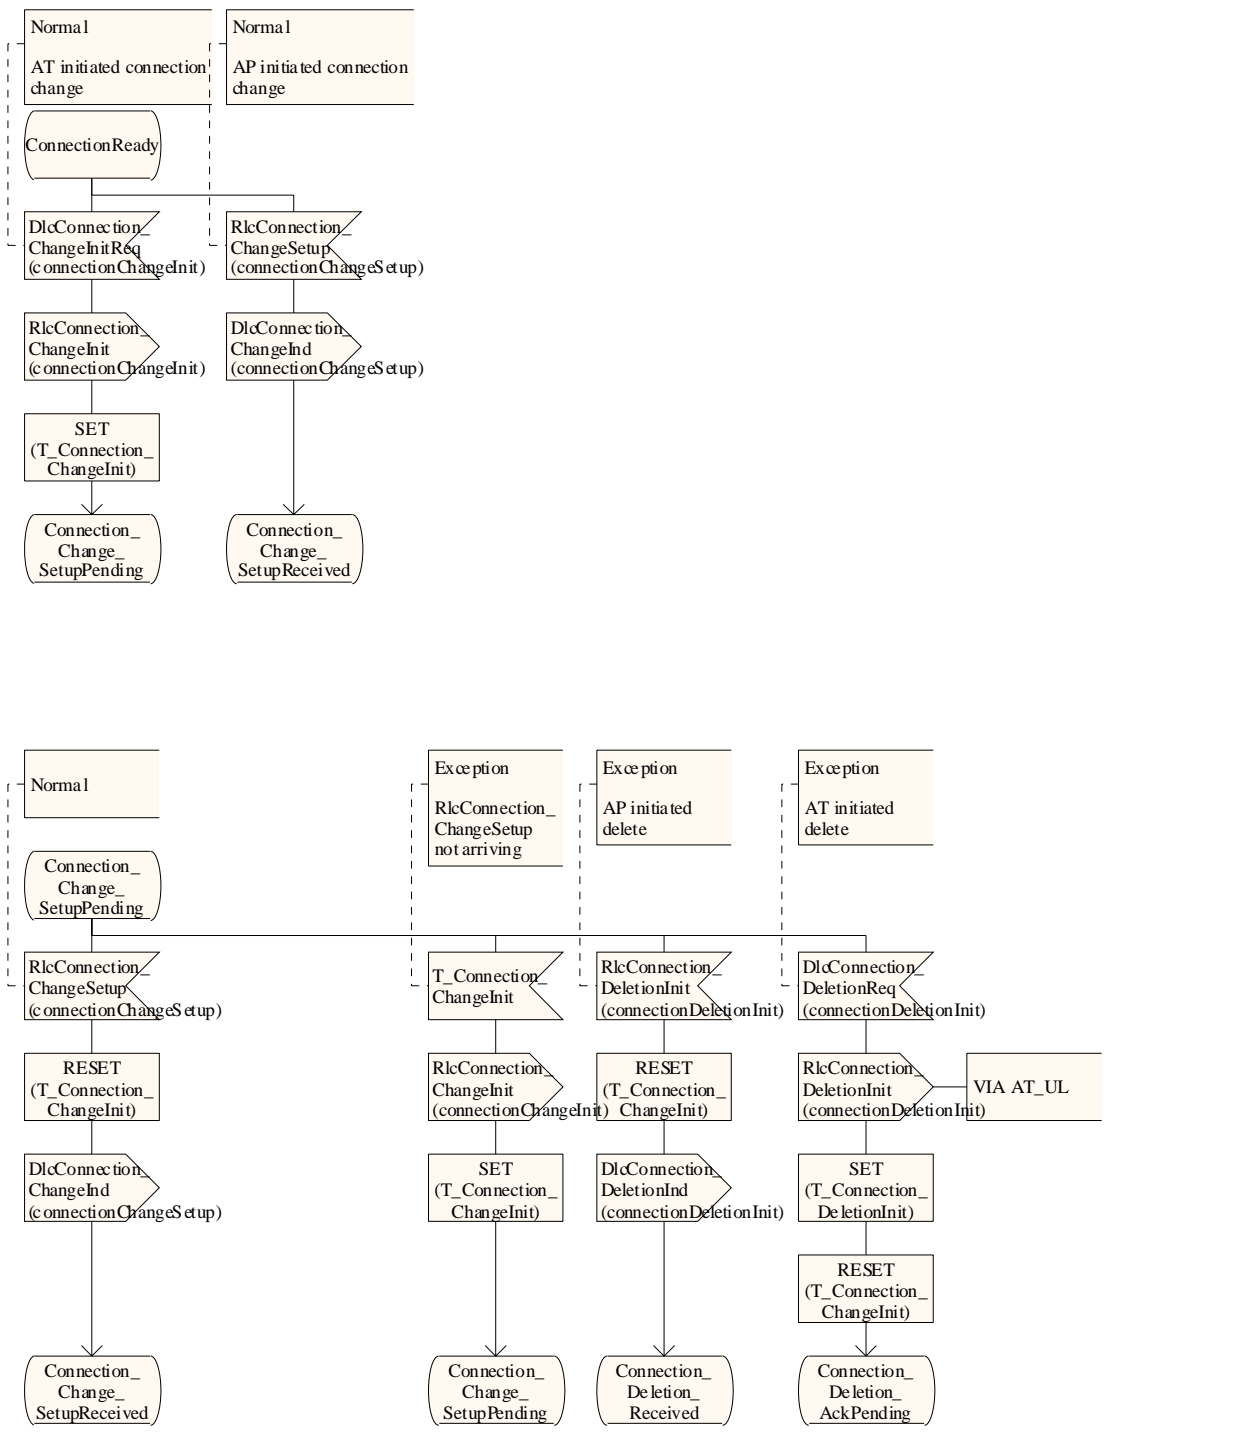 Normal
AT initiated connection
change
Normal
AP initiated connection
change
ConnectionReady
DlcConnection_
ChangeInitReq
(connectionChangeInit)
RlcConnection_
ChangeSetup
(connectionChangeSetup)
RlcConnection_
ChangeInit
(connectionChangeInit)
DlcConnection_
ChangeInd
(connectionChangeSetup)
SET
(T_Connection_
ChangeInit)
Connection_
Change_
SetupPending
Connection_
Change_
SetupReceived
Normal
Exception
RlcConnection_
ChangeSetup
not arriving
Exception
AP initiated
delete
Exception
AT initiated
delete
Connection_
Change_
SetupPending
RlcConnection_
ChangeSetup
(connectionChangeSetup)
T_Connection_
ChangeInit
RlcConnection_
DeletionInit
(connectionDeletionInit)
DlcConnection_
DeletionReq
(connectionDeletionInit)
RESET
(T_Connection_
ChangeInit)
RlcConnection_
ChangeInit
(connectionChangeInit)
RESET
(T_Connection_
ChangeInit)
RlcConnection_
DeletionInit
(connectionDeletionInit)
VIA AT_UL
DlcConnection_
ChangeInd
(connectionChangeSetup)
SET
(T_Connection_
ChangeInit)
DlcConnection_
DeletionInd
(connectionDeletionInit)
SET
(T_Connection_
DeletionInit)
RESET
(T_Connection_
ChangeInit)
Connection_
Change_
SetupReceived
Connection_
Change_
SetupPending
Connection_
Deletion_
Received
Connection_
Deletion_
AckPending